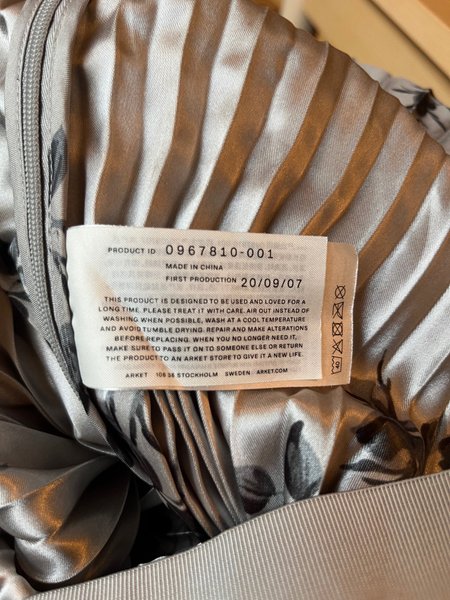 PRODUCT ID 0967810-001
MADE IN CHINA
FIRST PRODUCTION 20/09/07
THIS PRODUCT IS DESIGNED TO BE USED AND LOVED FOR A
LONG TIME. PLEASE TREAT IT WITH CARE. AIR OUT INSTEAD OF
WASHING WHEN POSSIBLE, WASH AT A COOL TEMPERATURE
AND AVOID TUMBLE DRYING. REPAIR AND MAKE ALTERATIONS
BEFORE REPLACING. WHEN YOU NO LONGER NEED IT,
MAKE SURE TO PASS IT ON TO SOMEONE ELSE OR RETURN
THE PRODUCT TO AN ARKET STORE TO GIVE IT A NEW LIFE.
ARKET 106 38 STOCKHOLM SWEDEN ARKET.COM